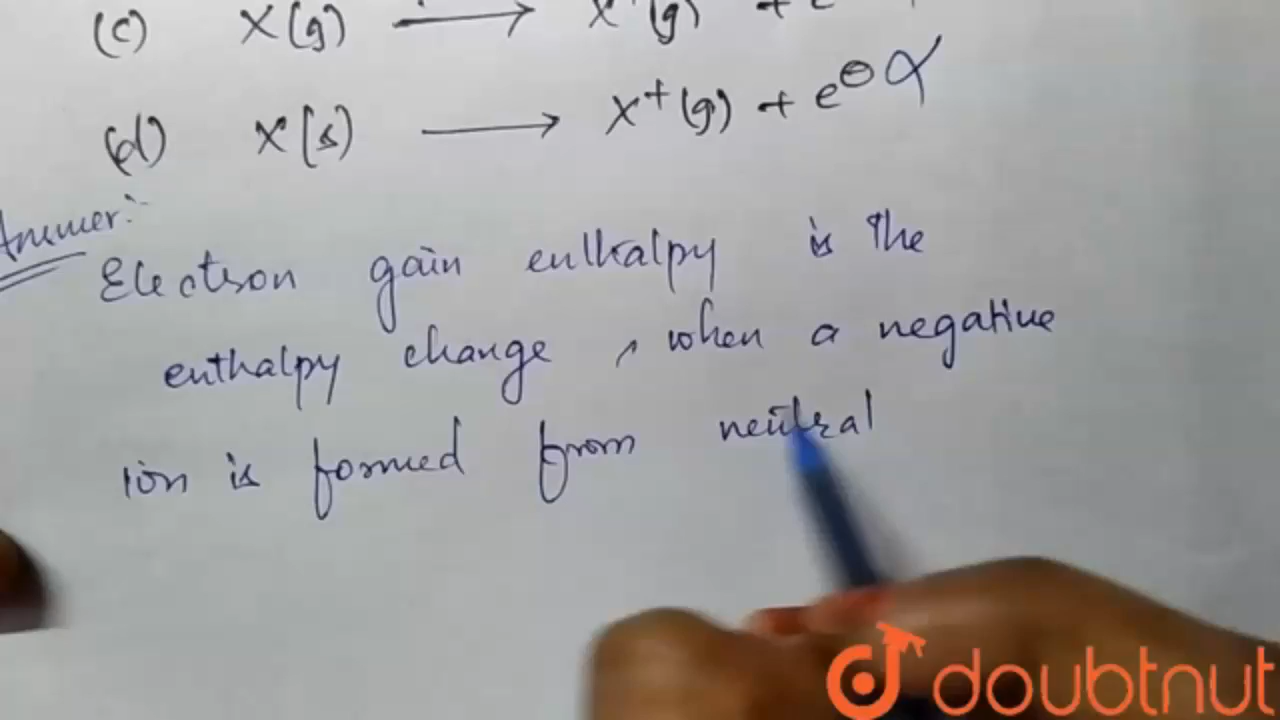 (c) X(g) ⟶ X (g) + e
(d) X(s) ⟶ X⁺(g) + e⊖
Answer:-
Electron gain enthalpy is the
enthalpy change, when a negative
ion is formed from neutral
doubtnut